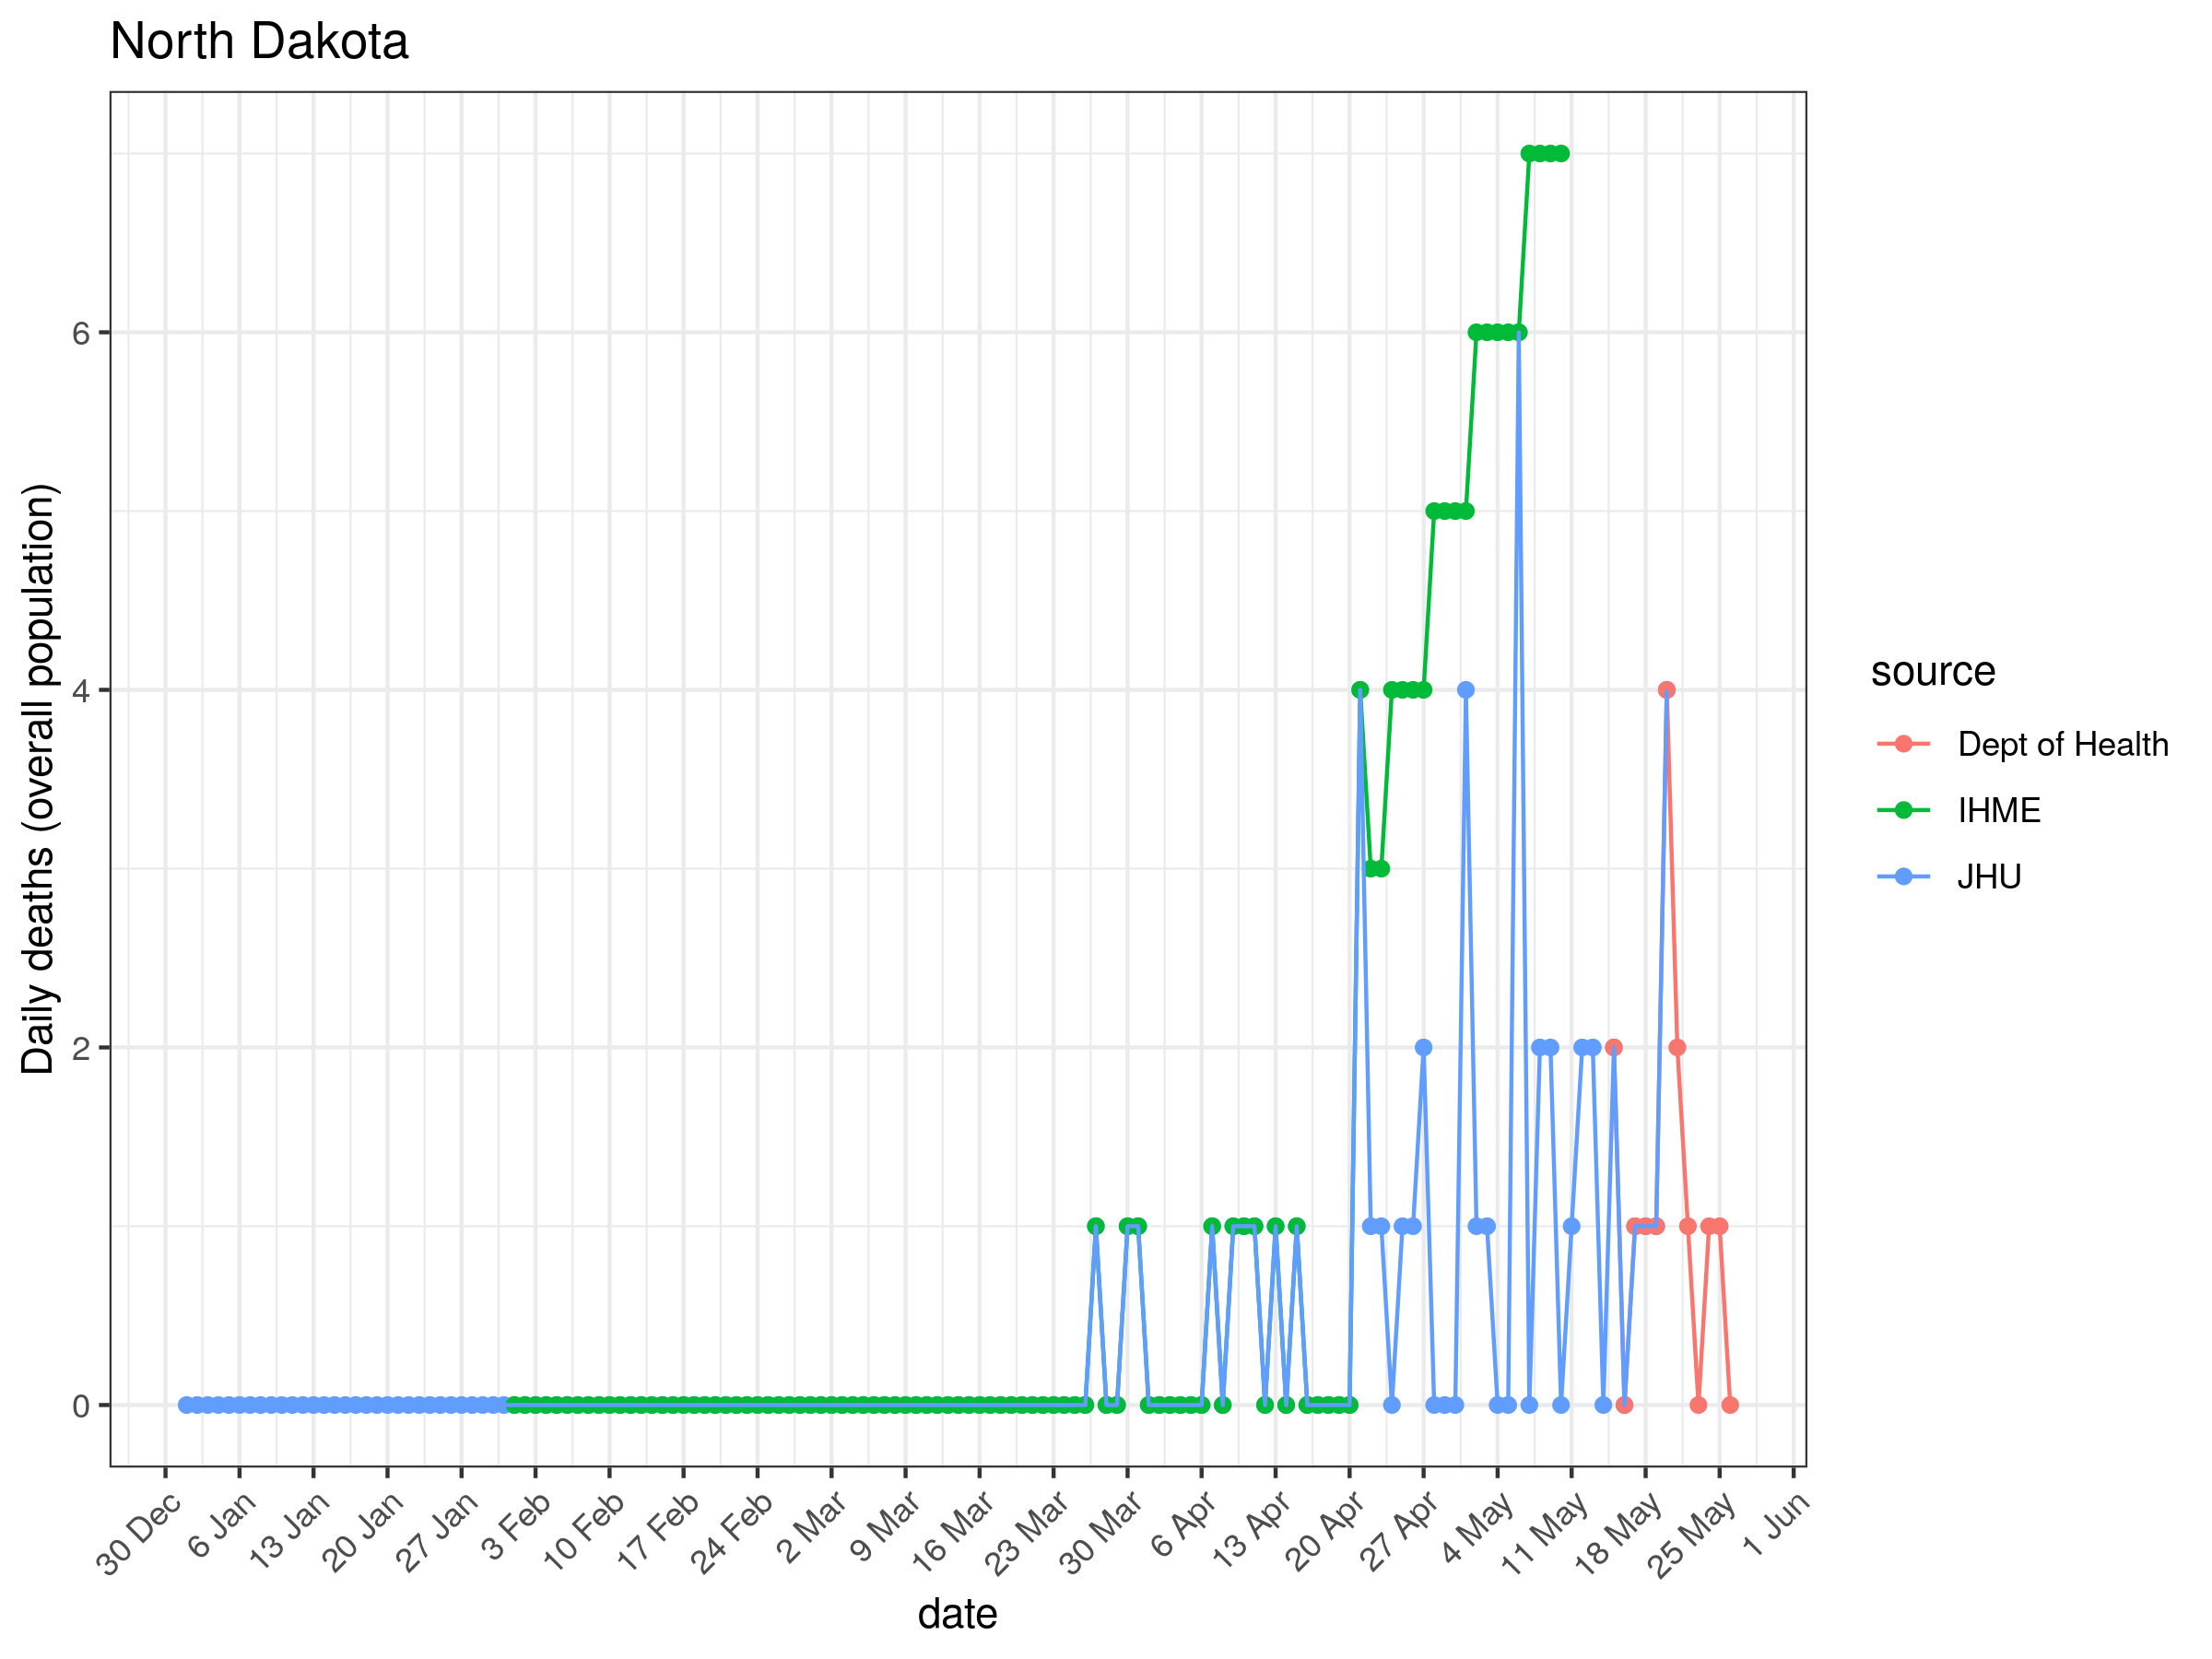 North Dakota
Daily deaths (overall population)
6
4
2
0
30 Dec
6 Jan
13 Jan
20 Jan
27 Jan
3 Feb
10 Feb
17 Feb
24 Feb
2 Mar
9 Mar
16 Mar
23 Mar
30 Mar
6 Apr
13 Apr
20 Apr
27 Apr
4 May
11 May
18 May
25 May
1 Jun
date
source
Dept of Health
IHME
JHU